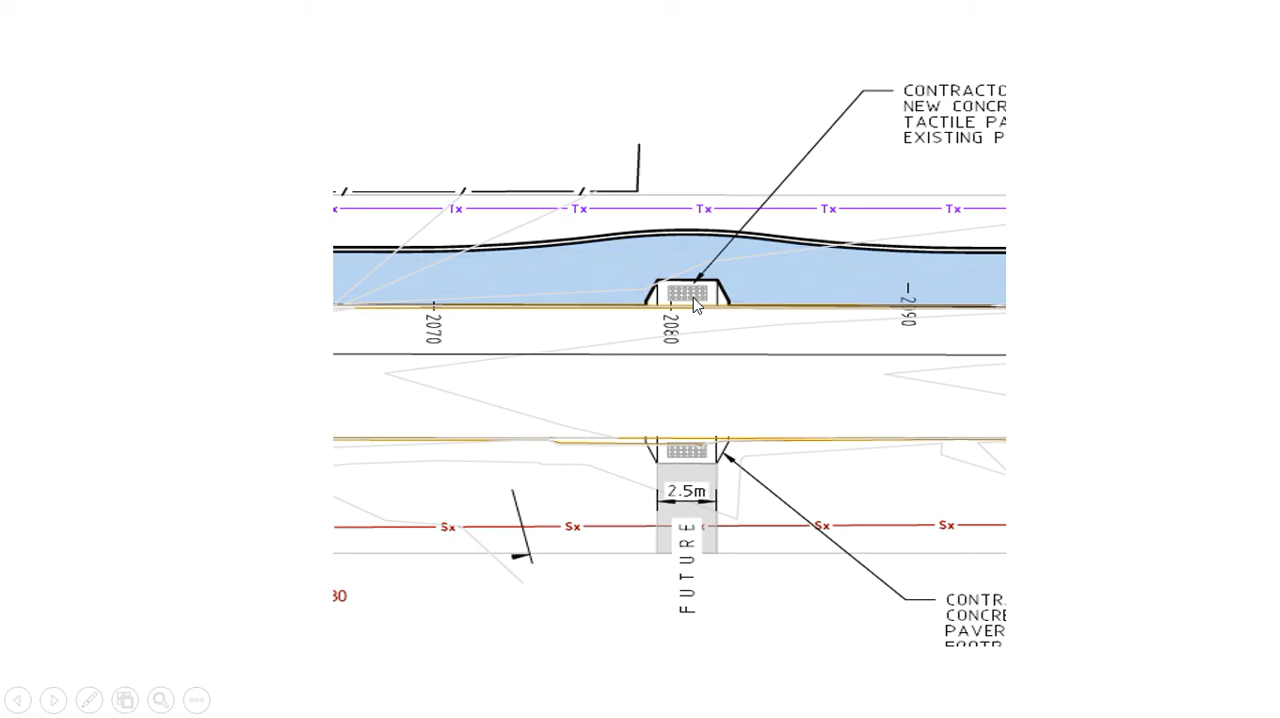 CONTRACTO
NEW CONCR
TACTILE PA
EXISTING P
Tx Tx Tx Tx Tx
2070
2080
2090
2.5m
Sx Sx Sx Sx
FUTURE
CONTR
CONCRE
PAVER